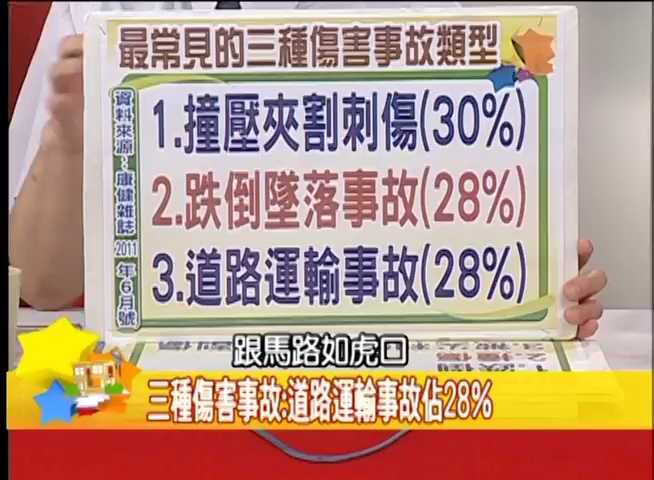 最常見的三種傷害事故類型
資料來源:康健雜誌2011年6月號
1.撞壓夾割刺傷(30%)
2.跌倒墜落事故(28%)
3.道路運輸事故(28%)
跟馬路如虎口
三種傷害事故:道路運輸事故佔28%